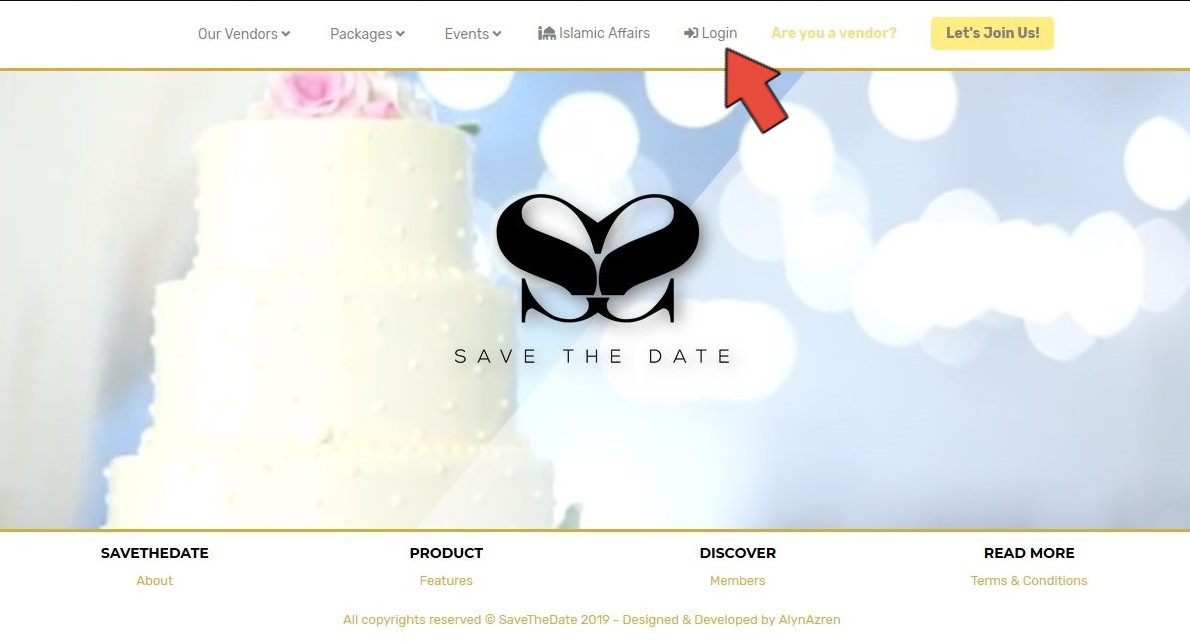 Our Vendors Packages Events Islamic Affairs Login Are you a vendor? Let's Join Us!
SAVE THE DATE
SAVETHEDATE PRODUCT DISCOVER READ MORE
About Features Members Terms & Conditions
All copyrights reserved © SaveTheDate 2019 - Designed & Developed by AlynAzren